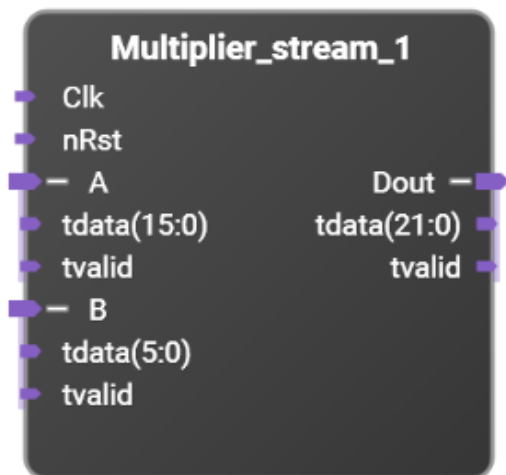 Multiplier_stream_1
Clk
nRst
A
Dout
tdata(15:0)
tdata(21:0)
tvalid
tvalid
B
tdata(5:0)
tvalid